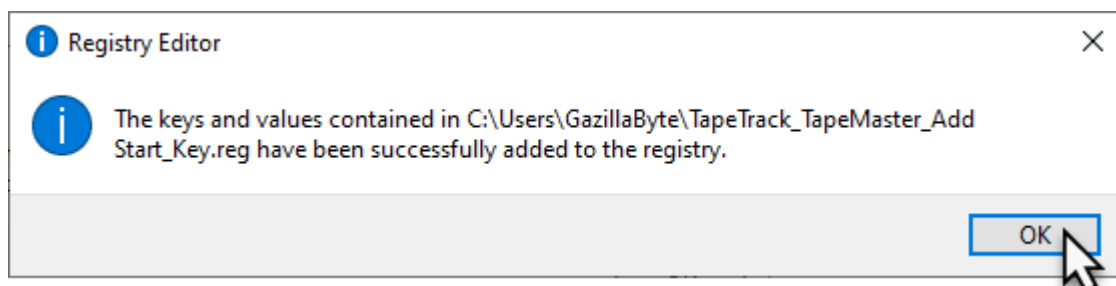 Registry Editor
The keys and values contained in C:\Users\GazillaByte\TapeTrack_TapeMaster_Add
Start_Key.reg have been successfully added to the registry.
OK